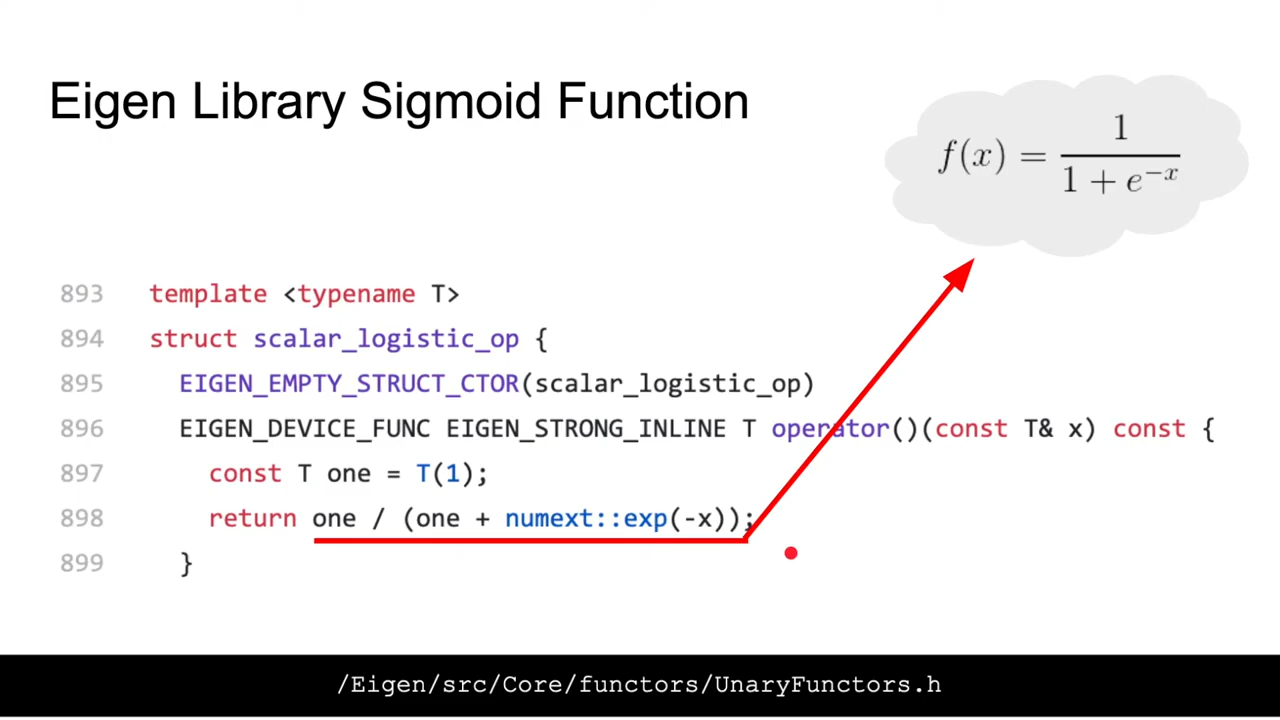 Eigen Library Sigmoid Function
f(x) = 1 / (1 + e^{-x})
893 template <typename T>
894 struct scalar_logistic_op {
895 EIGEN_EMPTY_STRUCT_CTOR(scalar_logistic_op)
896 EIGEN_DEVICE_FUNC EIGEN_STRONG_INLINE T operator()(const T& x) const {
897 const T one = T(1);
898 return one / (one + numext::exp(-x));
899 }
/Eigen/src/Core/functors/UnaryFunctors.h